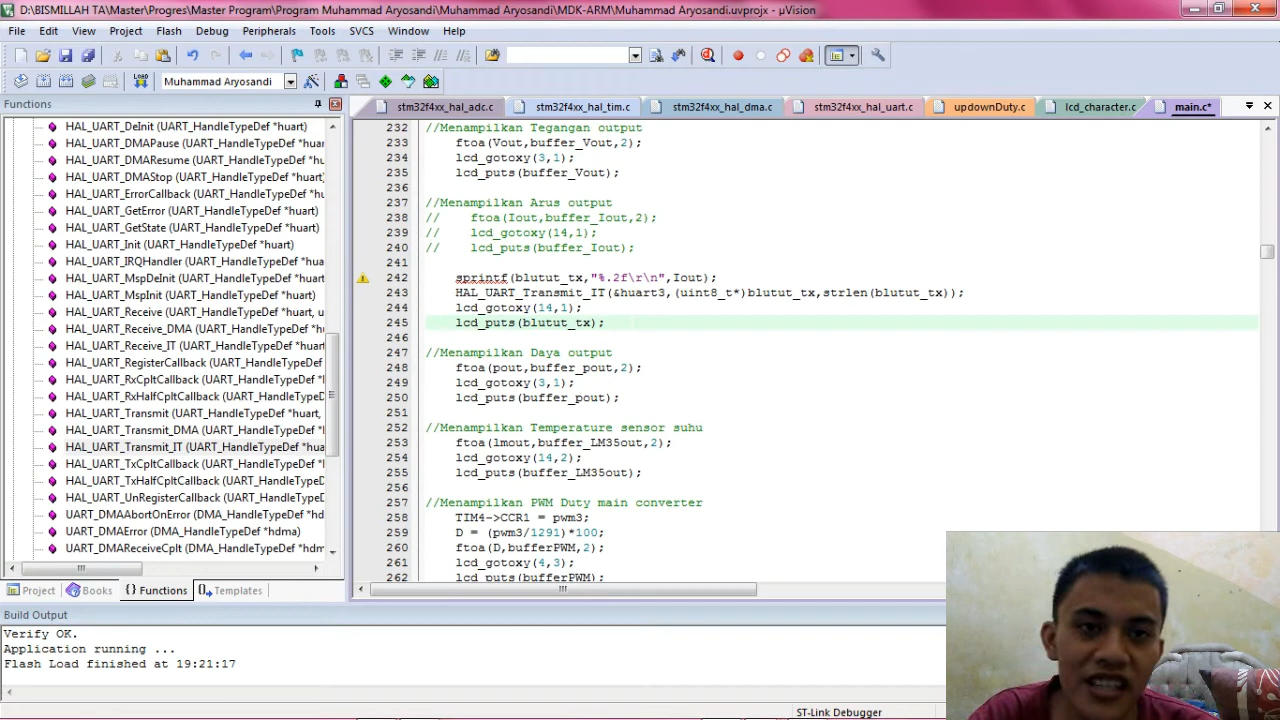 D:\BISMILLAH TA\Master\Progres\Master Program\Program Muhammad Aryosandi\Muhammad Aryosandi\MDK-ARM\Muhammad Aryosandi.uvprojx - µVision
File Edit View Project Flash Debug Peripherals Tools SVCS Window Help
LOAD Muhammad Aryosandi
Functions
HAL_UART_DeInit (UART_HandleTypeDef *huart)
HAL_UART_DMAPause (UART_HandleTypeDef *huar
HAL_UART_DMAResume (UART_HandleTypeDef *hu
HAL_UART_DMAStop (UART_HandleTypeDef *huar
HAL_UART_ErrorCallback (UART_HandleTypeDef *hu
HAL_UART_GetError (UART_HandleTypeDef *huart)
HAL_UART_GetState (UART_HandleTypeDef *huart)
HAL_UART_Init (UART_HandleTypeDef *huart)
HAL_UART_IRQHandler (UART_HandleTypeDef *hua
HAL_UART_MspDeInit (UART_HandleTypeDef *huar
HAL_UART_MspInit (UART_HandleTypeDef *huart)
HAL_UART_Receive (UART_HandleTypeDef *huart, u
HAL_UART_Receive_DMA (UART_HandleTypeDef *h
HAL_UART_Receive_IT (UART_HandleTypeDef *huar
HAL_UART_RegisterCallback (UART_HandleTypeDef
HAL_UART_RxCpltCallback (UART_HandleTypeDef *
HAL_UART_RxHalfCpltCallback (UART_HandleTypeD
HAL_UART_Transmit (UART_HandleTypeDef *huart,
HAL_UART_Transmit_DMA (UART_HandleTypeDef *
HAL_UART_Transmit_IT (UART_HandleTypeDef *hua
HAL_UART_TxCpltCallback (UART_HandleTypeDef *h
HAL_UART_TxHalfCpltCallback (UART_HandleTypeD
HAL_UART_UnRegisterCallback (UART_HandleTypeD
UART_DMAAbortOnError (DMA_HandleTypeDef *hd
UART_DMAError (DMA_HandleTypeDef *hdma)
UART_DMAReceiveCplt (DMA_HandleTypeDef *hdm
Project Books Functions Templates
stm32f4xx_hal_adc.c stm32f4xx_hal_tim.c stm32f4xx_hal_dma.c stm32f4xx_hal_uart.c updownDuty.c lcd_character.c main.c*
232 //Menampilkan Tegangan output
233 ftoa(Vout,buffer_Vout,2);
234 lcd_gotoxy(3,1);
235 lcd_puts(buffer_Vout);
236
237 //Menampilkan Arus output
238 // ftoa(Iout,buffer_Iout,2);
239 // lcd_gotoxy(14,1);
240 // lcd_puts(buffer_Iout);
241
242 sprintf(blutut_tx,"%.2f\r\n",Iout);
243 HAL_UART_Transmit_IT(&huart3,(uint8_t*)blutut_tx,strlen(blutut_tx));
244 lcd_gotoxy(14,1);
245 lcd_puts(blutut_tx);
246
247 //Menampilkan Daya output
248 ftoa(pout,buffer_pout,2);
249 lcd_gotoxy(3,1);
250 lcd_puts(buffer_pout);
251
252 //Menampilkan Temperature sensor suhu
253 ftoa(lmout,buffer_LM35out,2);
254 lcd_gotoxy(14,2);
255 lcd_puts(buffer_LM35out);
256
257 //Menampilkan PWM Duty main converter
258 TIM4->CCR1 = pwm3;
259 D = (pwm3/1291)*100;
260 ftoa(D,bufferPWM,2);
261 lcd_gotoxy(4,3);
262 lcd_puts(bufferPWM);
Build Output
Verify OK.
Application running ...
Flash Load finished at 19:21:17
ST-Link Debugger